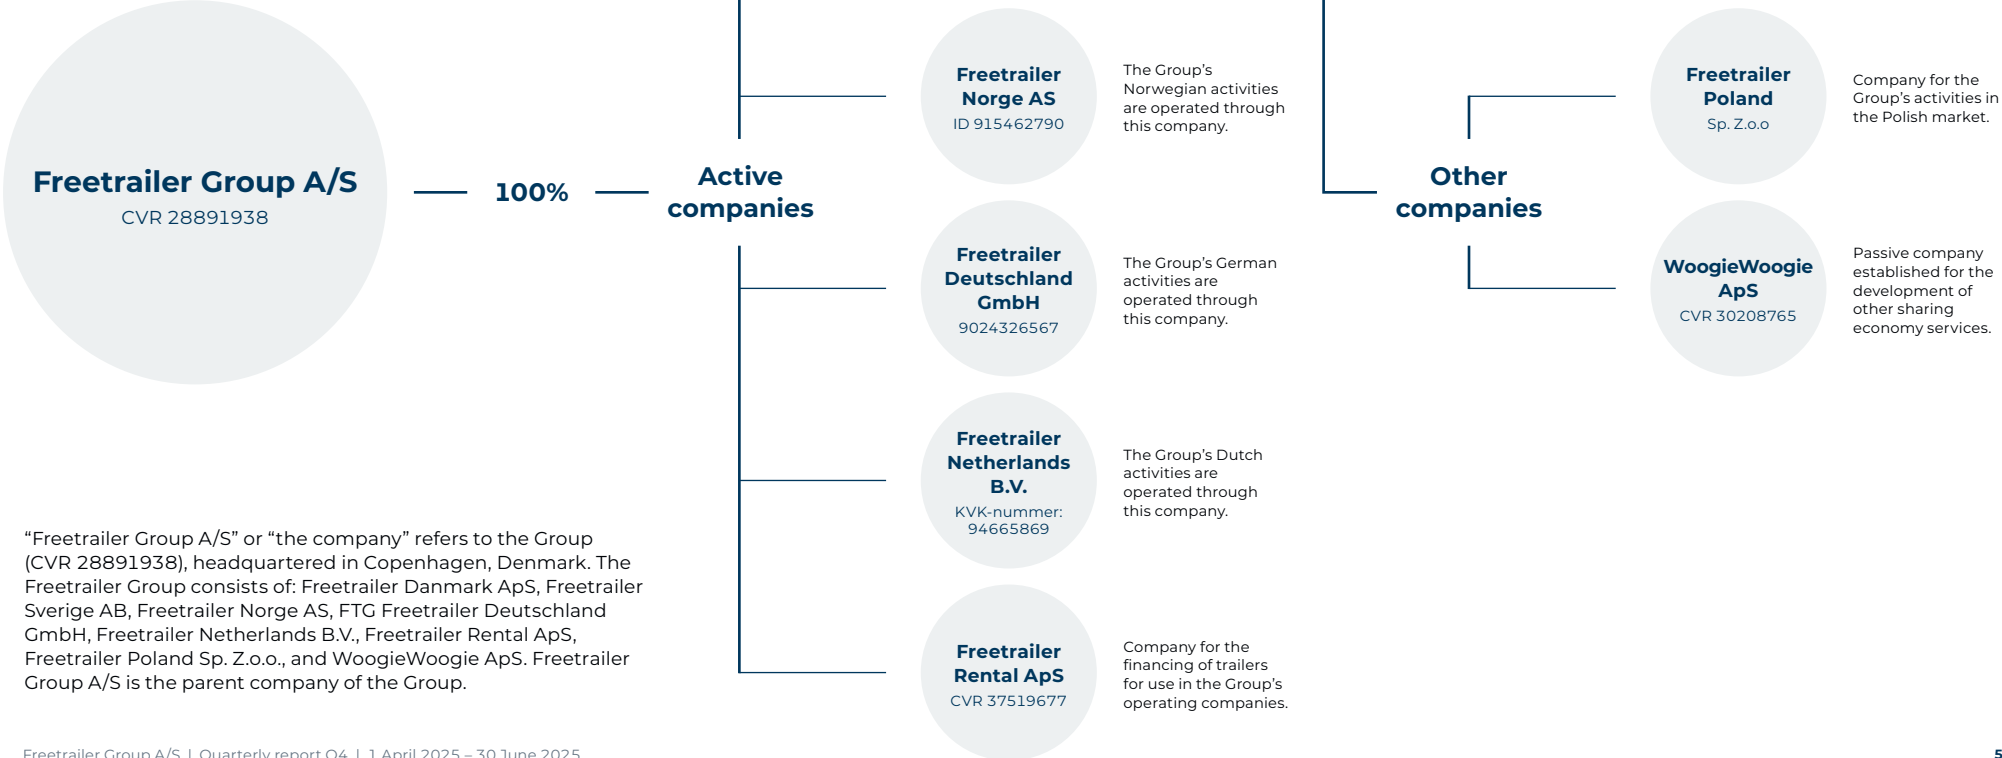 Freetrailer Group A/S
CVR 28891938
100%
Active
companies
Freetrailer
Norge AS
ID 915462790
The Group’s
Norwegian activities
are operated through
this company.
Freetrailer
Deutschland
GmbH
9024326567
The Group’s German
activities are
operated through
this company.
Freetrailer
Netherlands
B.V.
KVK-nummer:
94665869
The Group’s Dutch
activities are
operated through
this company.
Freetrailer
Rental ApS
CVR 37519677
Company for the
financing of trailers
for use in the Group’s
operating companies.
Other
companies
Freetrailer
Poland
Sp. Z.o.o
Company for the
Group’s activities in
the Polish market.
WoogieWoogie
ApS
CVR 30208765
Passive company
established for the
development of
other sharing
economy services.
“Freetrailer Group A/S” or “the company” refers to the Group
(CVR 28891938), headquartered in Copenhagen, Denmark. The
Freetrailer Group consists of: Freetrailer Danmark ApS, Freetrailer
Sverige AB, Freetrailer Norge AS, FTG Freetrailer Deutschland
GmbH, Freetrailer Netherlands B.V., Freetrailer Rental ApS,
Freetrailer Poland Sp. Z.o.o., and WoogieWoogie ApS. Freetrailer
Group A/S is the parent company of the Group.
Freetrailer Group A/S | Quarterly report Q4 | 1 April 2025 – 30 June 2025
5